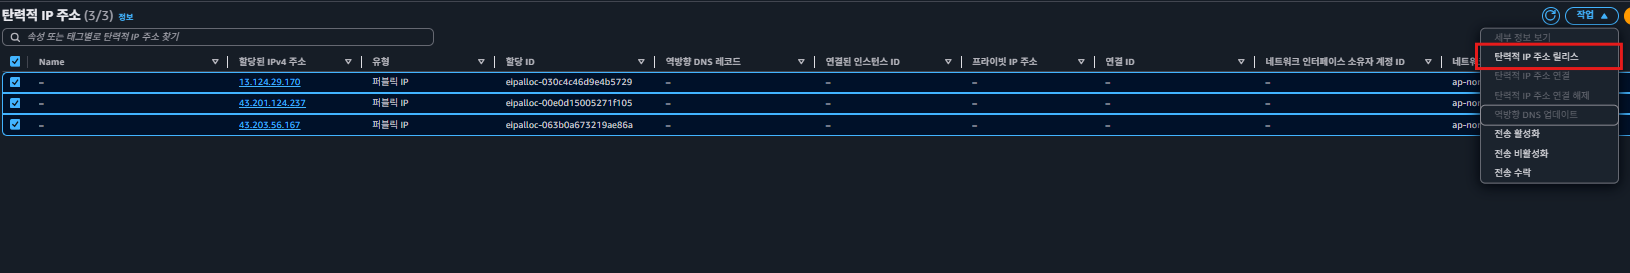 탄력적 IP 주소 (3/3) 정보
작업
속성 또는 태그별로 탄력적 IP 주소 찾기
세부 정보 보기
탄력적 IP 주소 릴리스
탄력적 IP 주소 연결
탄력적 IP 주소 연결 해제
역방향 DNS 업데이트
전송 활성화
전송 비활성화
전송 수락
Name 할당된 IPv4 주소 유형 할당 ID 역방향 DNS 레코드 연결된 인스턴스 ID 프라이빗 IP 주소 연결 ID 네트워크 인터페이스 소유자 계정 ID 네트워
– 13.124.29.170 퍼블릭 IP eipalloc-030c4c46d9e4b5729 – – – – – ap-nor
– 43.201.124.237 퍼블릭 IP eipalloc-00e0d15005271f105 – – – – – ap-nor
– 43.203.56.167 퍼블릭 IP eipalloc-063b0a673219ae86a – – – – – ap-nor